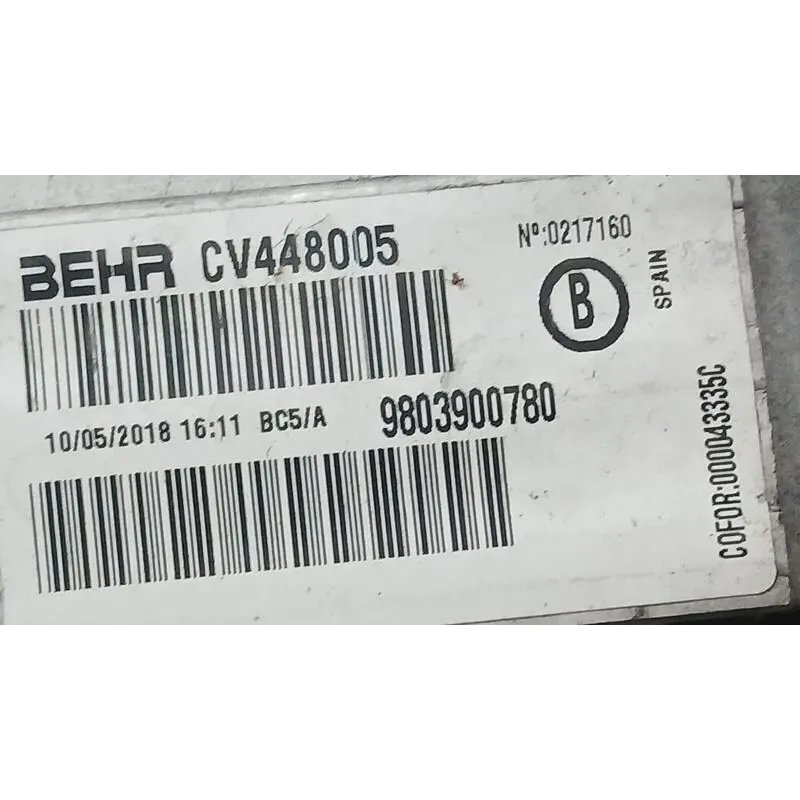 BEHR CV448005
Nº:0217160
B
SPAIN
10/05/2018 16:11 BC5/A 9803900780
COFOR:000043335C